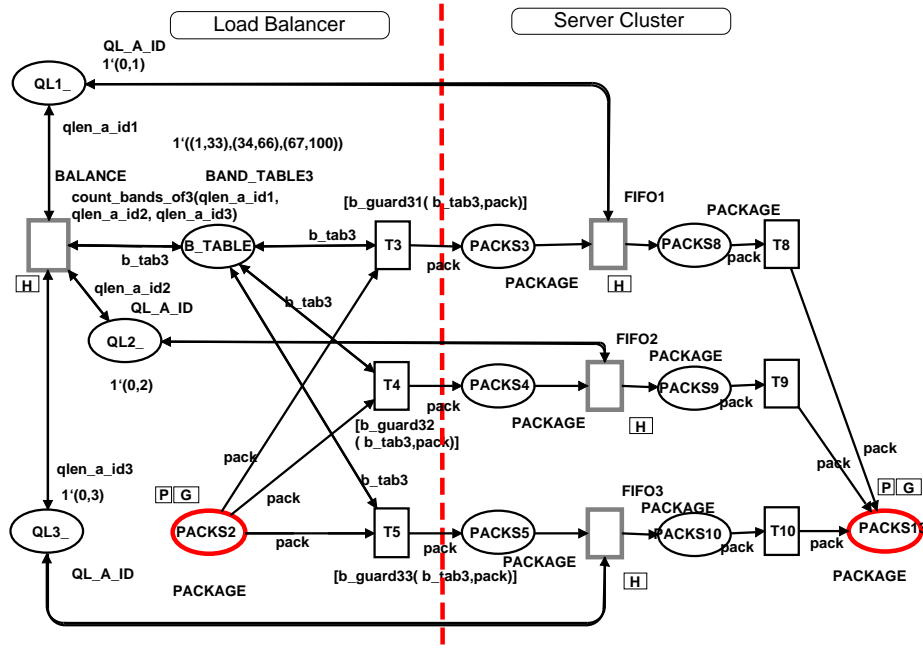 Load Balancer
Server Cluster
QL_A_ID
1'(0,1)
QL1_
qlen_a_id1
1'((1,33),(34,66),(67,100))
BALANCE
BAND_TABLE3
count_bands_of3(qlen_a_id1,
qlen_a_id2, qlen_a_id3)
[b_guard31( b_tab3,pack)]
FIFO1
PACKAGE
B_TABLE
b_tab3
b_tab3
T3
pack
PACKS3
PACKS8
pack
T8
H
PACKAGE
H
qlen_a_id2
QL_A_ID
b_tab3
QL2_
1'(0,2)
FIFO2
PACKAGE
T4
pack
PACKS4
PACKS9
pack
T9
PACKAGE
H
[b_guard32
( b_tab3,pack)]
pack
pack
pack
pack
qlen_a_id3
1'(0,3)
b_tab3
P G
P G
FIFO3
PACKAGE
QL3_
PACKS2
pack
T5
pack
PACKS5
PACKS10
pack
T10
pack
PACKS1
PACKAGE
[b_guard33( b_tab3,pack)]
H
PACKAGE
QL_A_ID
PACKAGE